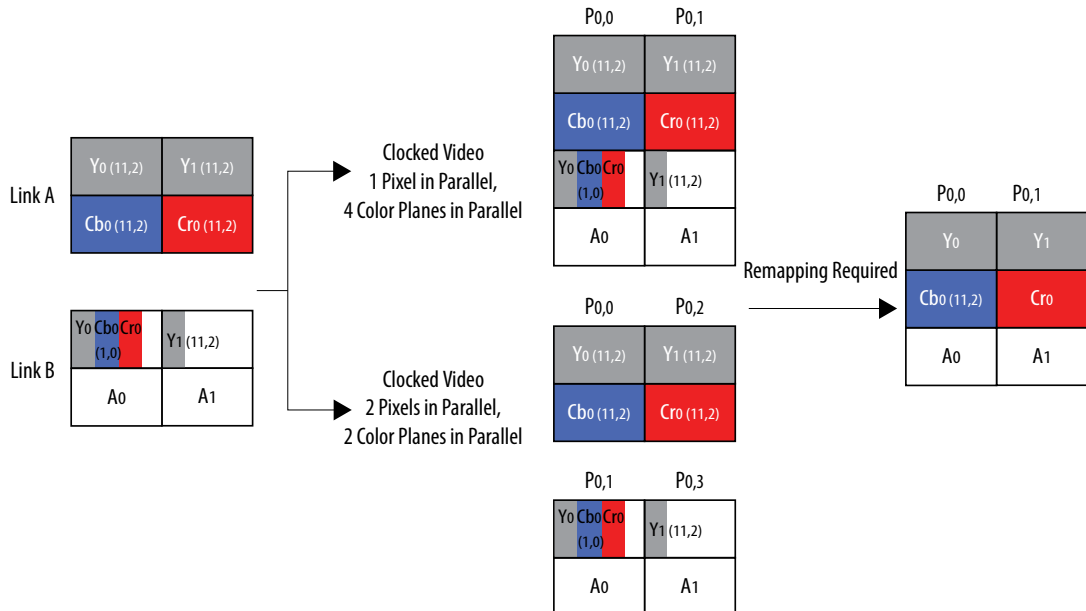 P0,0 P0,1
Y0 (11,2) Y1 (11,2)
Cb0 (11,2) Cr0 (11,2)
Y0 Cb0 Cr0 Y1 (11,2)
(1,0)
A0 A1
Link A
Y0 (11,2) Y1 (11,2)
Cb0 (11,2) Cr0 (11,2)
Link B
Y0 Cb0 Cr0 Y1 (11,2)
(1,0)
A0 A1
Clocked Video
1 Pixel in Parallel,
4 Color Planes in Parallel
Clocked Video
2 Pixels in Parallel,
2 Color Planes in Parallel
P0,0 P0,2
Y0 (11,2) Y1 (11,2)
Cb0 (11,2) Cr0 (11,2)
P0,1 P0,3
Y0 Cb0 Cr0 Y1 (11,2)
(1,0)
A0 A1
Remapping Required
P0,0 P0,1
Y0 Y1
Cb0 (11,2) Cr0
A0 A1